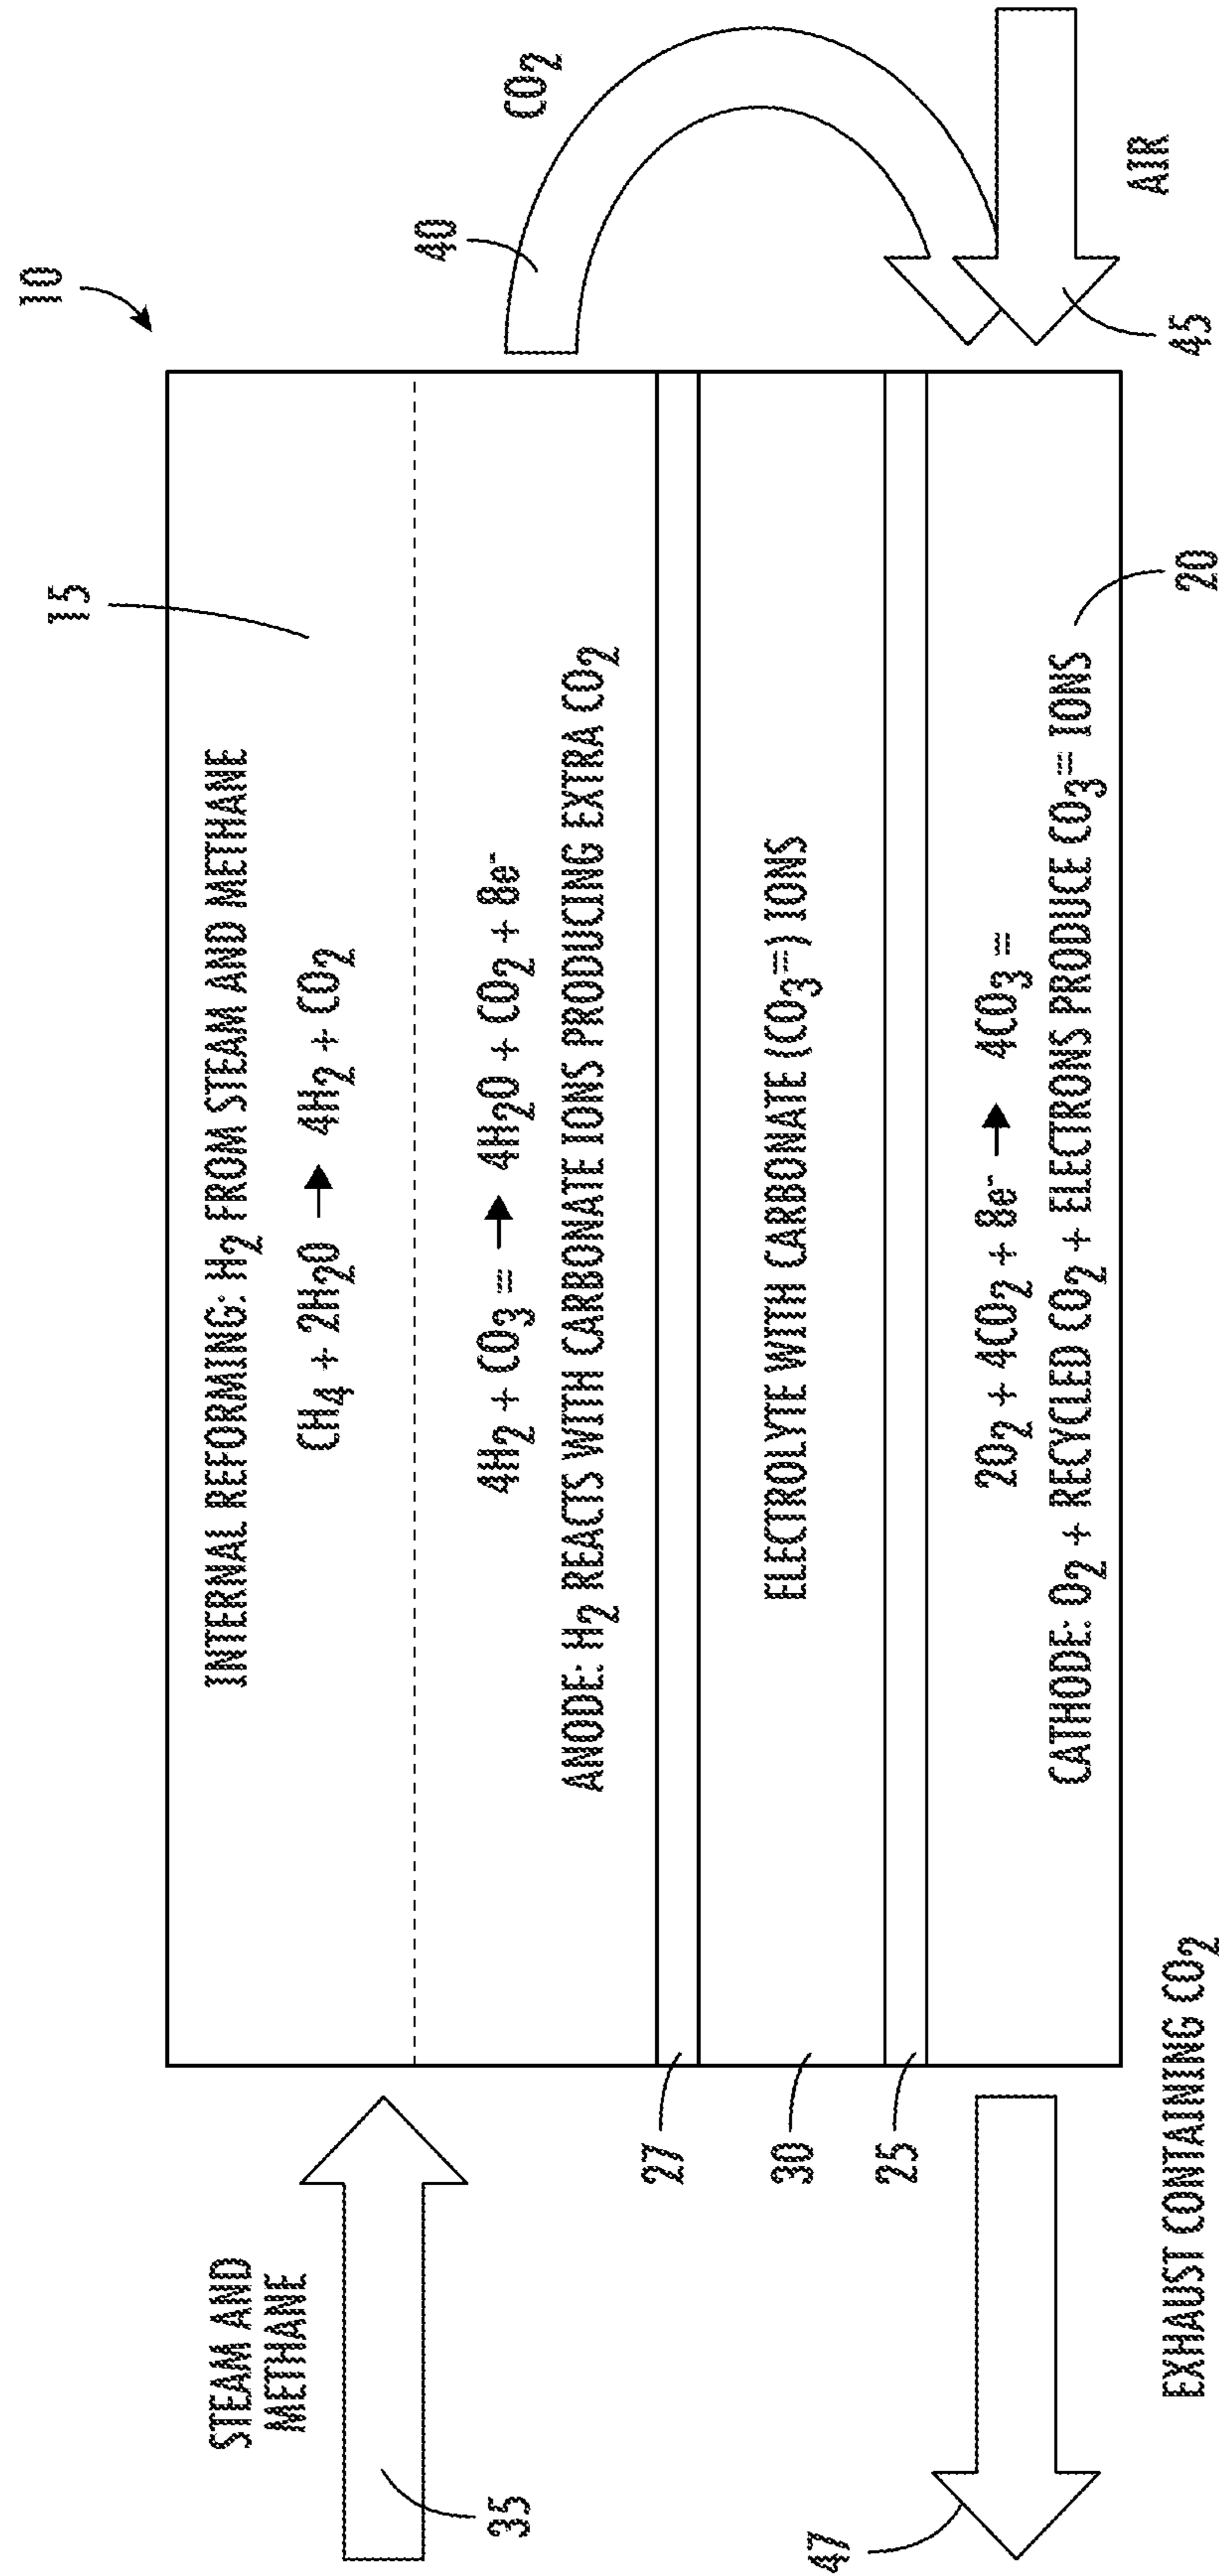 10
15
STEAM AND
METHANE
35
INTERNAL REFORMING: H₂ FROM STEAM AND METHANE
CH₄ + 2H₂O → 4H₂ + CO₂
4H₂ + CO₃= → 4H₂O + CO₂ + 8e⁻
ANODE: H₂ REACTS WITH CARBONATE IONS PRODUCING EXTRA CO₂
40
CO₂
27
30
ELECTROLYTE WITH CARBONATE (CO₃=) IONS
25
2O₂ + 4CO₂ + 8e⁻ → 4CO₃=
CATHODE: O₂ + RECYCLED CO₂ + ELECTRONS PRODUCE CO₃= IONS
47
EXHAUST CONTAINING CO₂
20
45
AIR